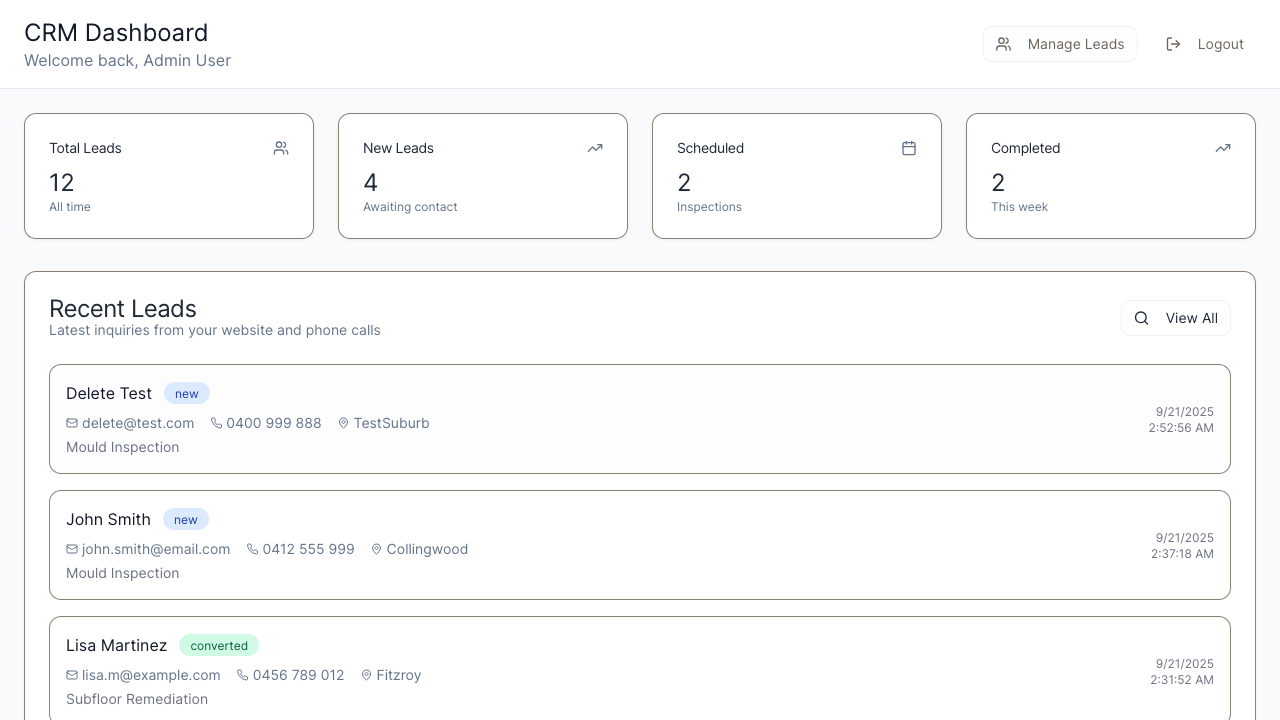 CRM Dashboard
Welcome back, Admin User
Manage Leads
Logout
Total Leads
12
All time
New Leads
4
Awaiting contact
Scheduled
2
Inspections
Completed
2
This week
Recent Leads
Latest inquiries from your website and phone calls
View All
Delete Test new
delete@test.com 0400 999 888 TestSuburb
Mould Inspection
9/21/2025
2:52:56 AM
John Smith new
john.smith@email.com 0412 555 999 Collingwood
Mould Inspection
9/21/2025
2:37:18 AM
Lisa Martinez converted
lisa.m@example.com 0456 789 012 Fitzroy
Subfloor Remediation
9/21/2025
2:31:52 AM